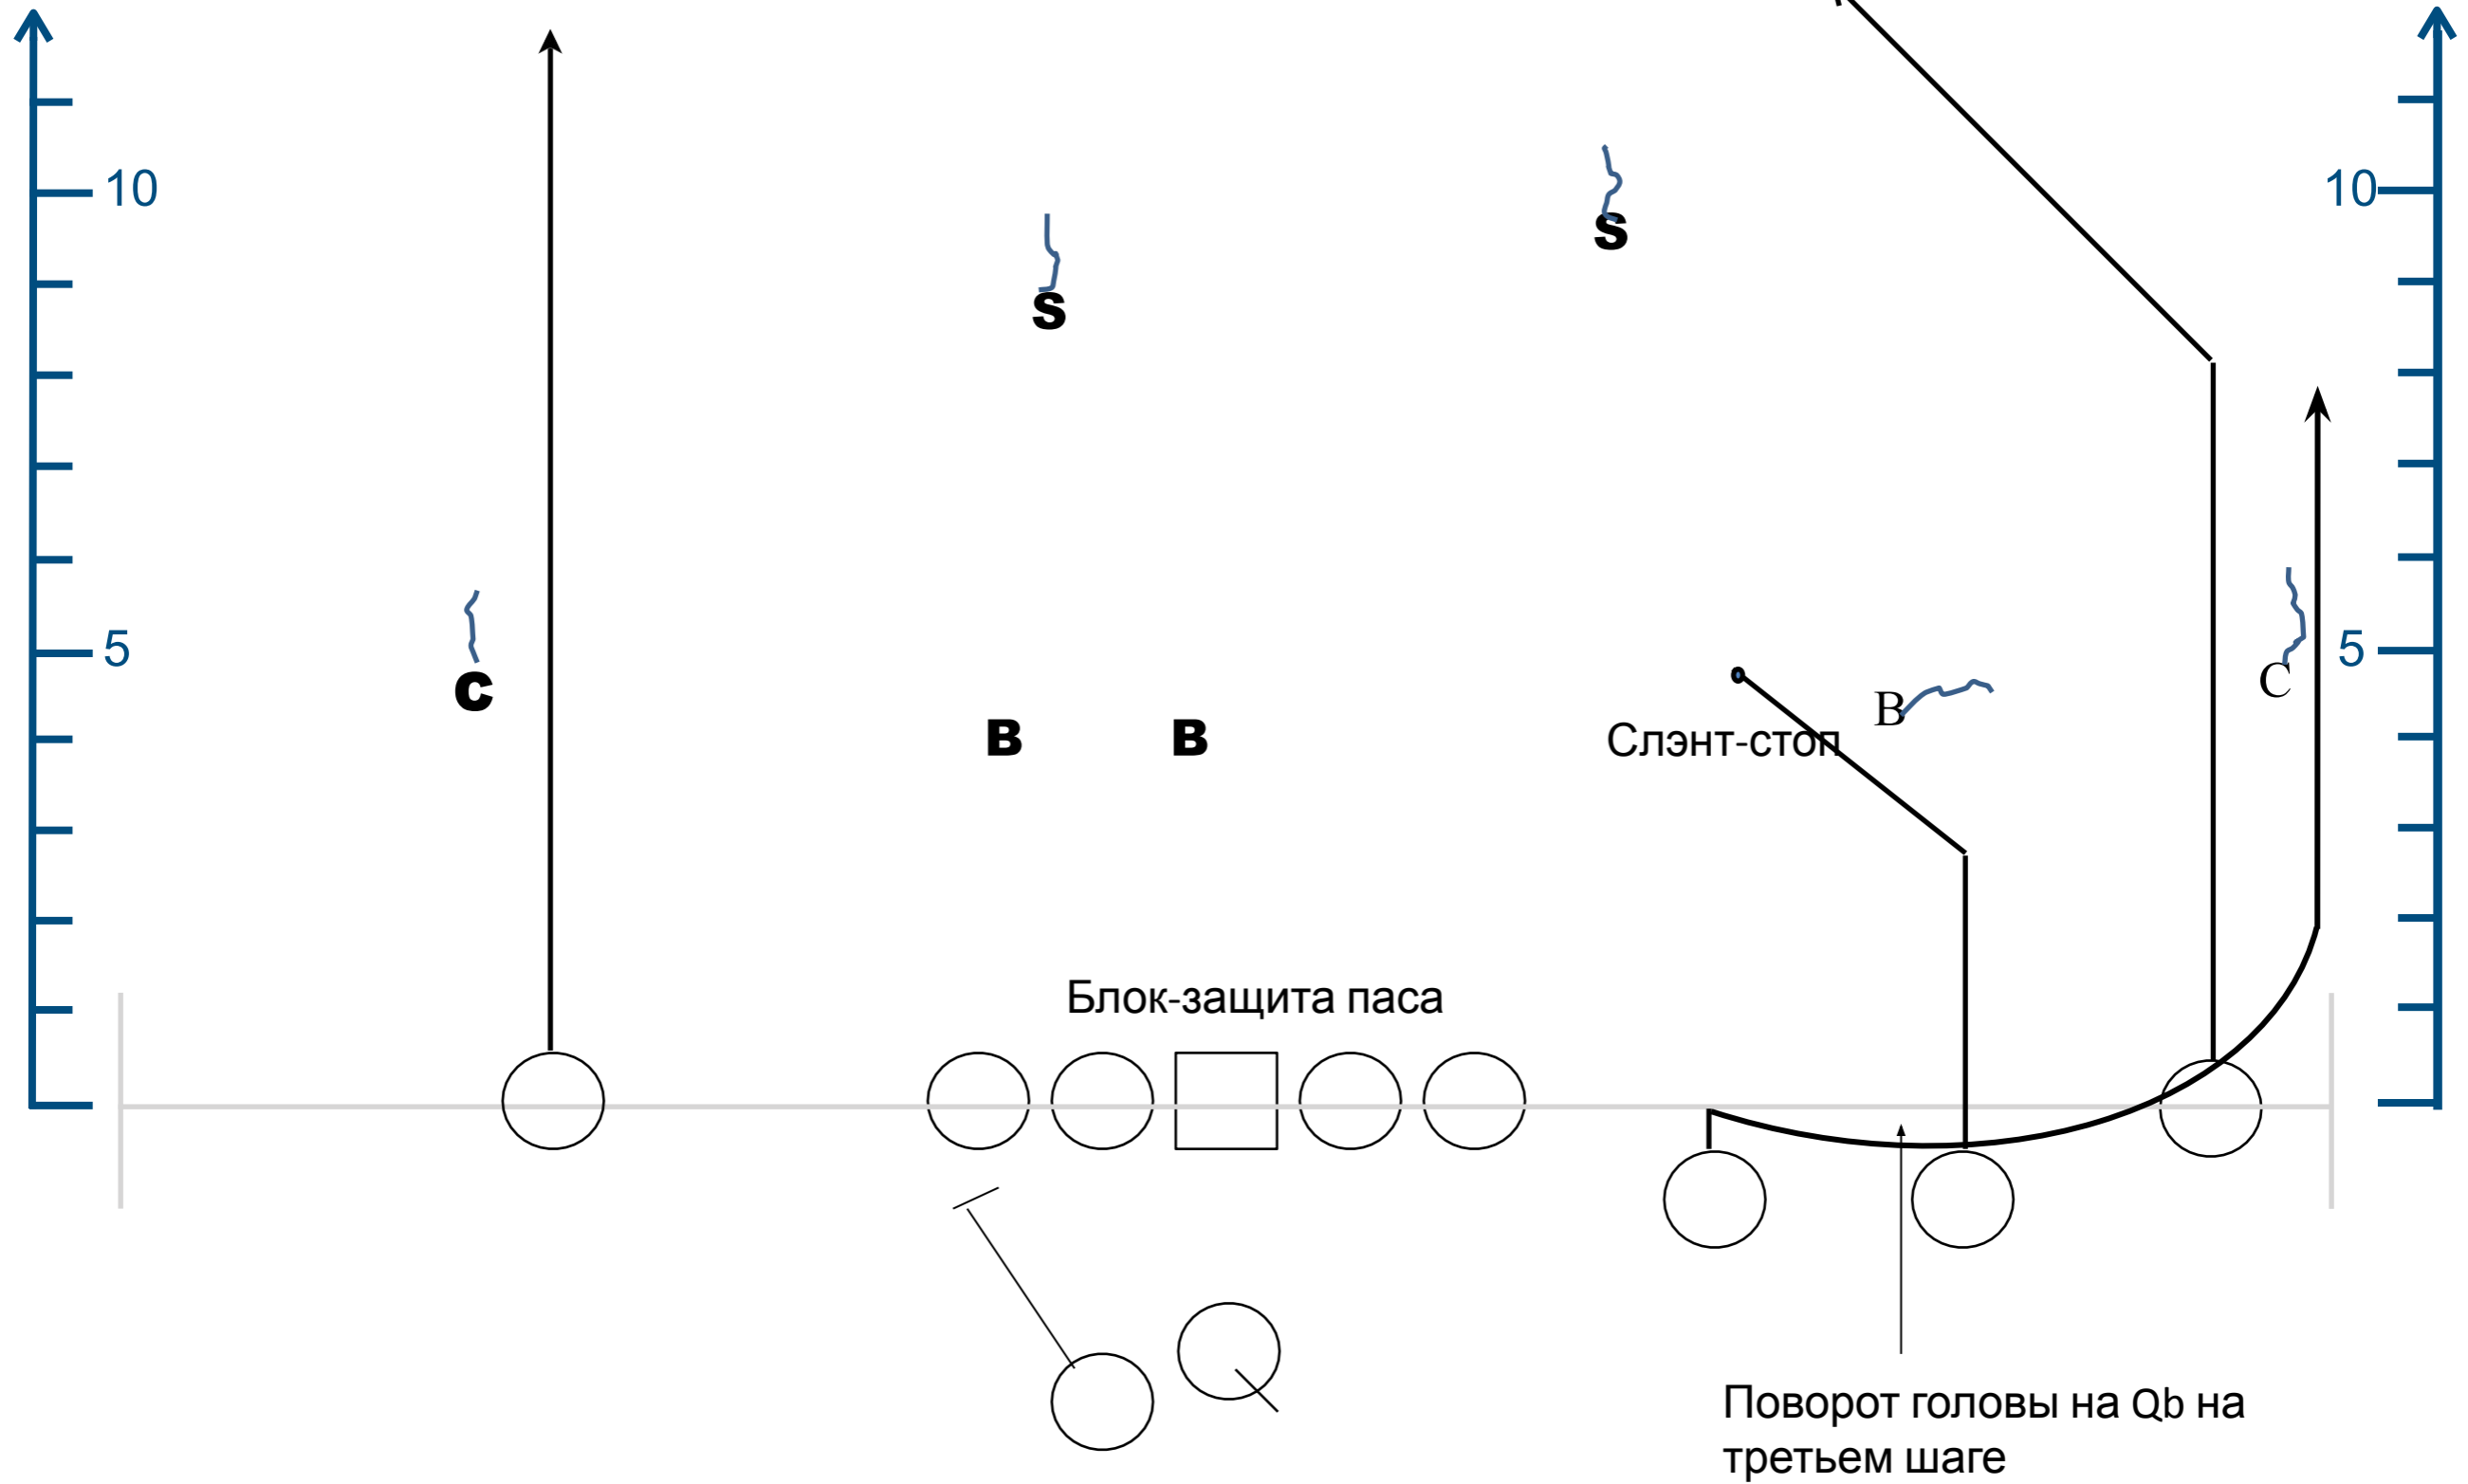 10
10
S
S
5
5
C
C
B
B
B
Слэнт-стоп
Блок-защита паса
Поворот головы на Qb на
третьем шаге